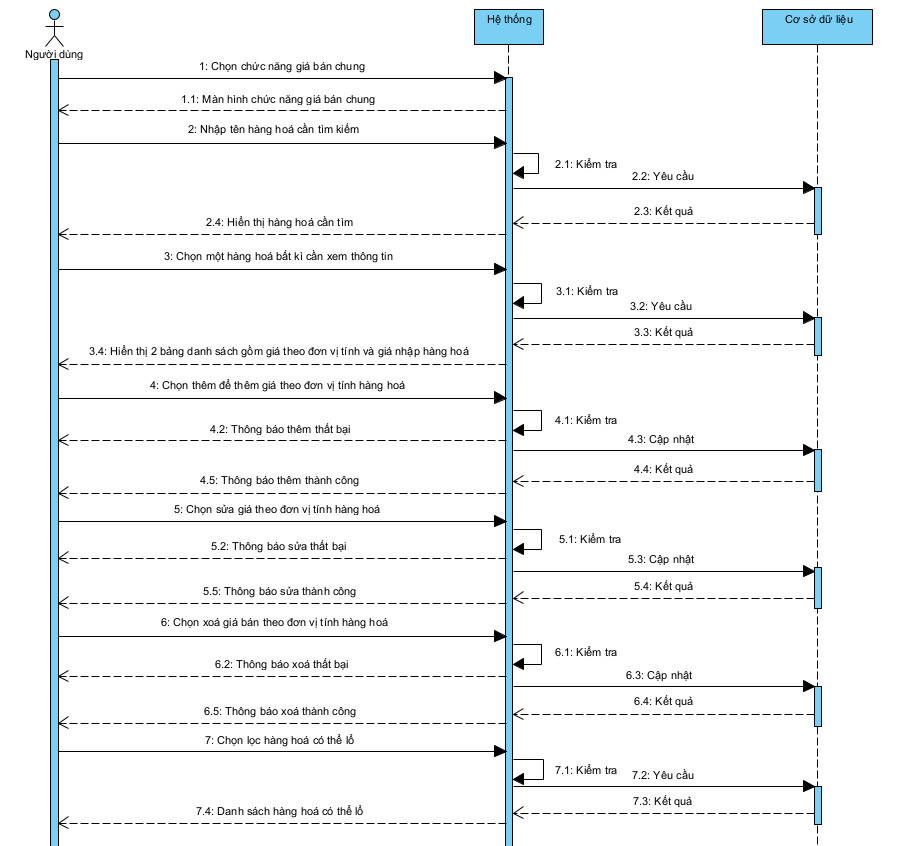 Hệ thống
Cơ sở dữ liệu
Người dùng
1: Chọn chức năng giá bán chung
1.1: Màn hình chức năng giá bán chung
2: Nhập tên hàng hoá cần tìm kiếm
2.1: Kiểm tra
2.2: Yêu cầu
2.3: Kết quả
2.4: Hiển thị hàng hoá cần tìm
3: Chọn một hàng hoá bất kì cần xem thông tin
3.1: Kiểm tra
3.2: Yêu cầu
3.3: Kết quả
3.4: Hiển thị 2 bảng danh sách gồm giá theo đơn vị tính và giá nhập hàng hoá
4: Chọn thêm để thêm giá theo đơn vị tính hàng hoá
4.1: Kiểm tra
4.2: Thông báo thêm thất bại
4.3: Cập nhật
4.4: Kết quả
4.5: Thông báo thêm thành công
5: Chọn sửa giá theo đơn vị tính hàng hoá
5.1: Kiểm tra
5.2: Thông báo sửa thất bại
5.3: Cập nhật
5.4: Kết quả
5.5: Thông báo sửa thành công
6: Chọn xoá giá bán theo đơn vị tính hàng hoá
6.1: Kiểm tra
6.2: Thông báo xoá thất bại
6.3: Cập nhật
6.4: Kết quả
6.5: Thông báo xoá thành công
7: Chọn lọc hàng hoá có thể lổ
7.1: Kiểm tra
7.2: Yêu cầu
7.3: Kết quả
7.4: Danh sách hàng hoá có thể lổ